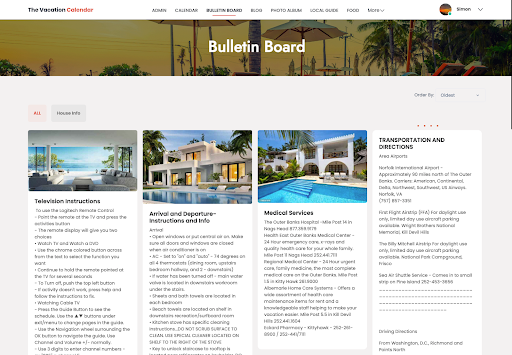 The Vacation Calender
ADMIN CALENDAR BULLETIN BOARD BLOG PHOTO ALBUM LOCAL GUIDE FOOD More
Simon
Bulletin Board
Order By: Oldest
ALL House Info
Television Instructions
To use the Logitech Remote Control
- Point the remote at the TV and press the
activities button
- The remote display will give you two
choices
• Watch TV and Watch a DVD
- Use the chrome colored button across
from the text to select the function you
want
• Continue to hold the remote pointed at
the TV for several seconds
- To Turn off, push the top left button
• If activity doesn't work, press help and
follow the instructions to fix.
• Watching Cable TV
• Press the Guide button to see the
schedule. Use the ▲▼ buttons under
exit/menu to change pages in the guide
- Use the Navigation wheel surrounding the
OK button to navigate the guide. Use
Channel and Volume +/- normally.
- Use 3 digits to enter channel numbers -
Arrival and Departure-
Instructions and Info
Arrival
• Open windows or put central air on. Make
sure all doors and windows are closed
when air conditioner is on
• AC - Set to "on" and "auto" - 74 degrees on
all 4 thermostats (dining room, upstairs
bedroom hallway, and 2 - downstairs)
• If water has been turned off - main water
valve is located in downstairs workroom
under the stairs
• Sheets and bath towels are located in
each bedroom
• Beach towels are located on shelf in
downstairs recreation/surfboard room
• Kitchen stove has specific cleaning
instructions...DO NOT SCRUB SURFACE TO
CLEAN. USE SPECIAL CLEANER LOCATED ON
SHELF TO THE RIGHT OF THE STOVE
• Key to unlock showers to outside is
Medical Services
The Outer Banks Hospital -Mile Post 14 in
Nags Head 877.359.9179
Health East Outer Banks Medical Center
- 24 Hour emergency care, x-rays and
quality health care for your whole family.
Mile Post 11 Nags Head 252.441.7111
Regional Medical Center - 24 Hour urgent
care, family medicine, the most complete
medical care on the Outer Banks. Mile Post
1.5 in Kitty Hawk 261.9000
Albemarle Home Care Systems - Offers a
wide assortment of health care
maintenance items for rent and a
knowledgeable staff helping to make your
vacation easier. Mile Post 5.5 in Kill Devil
Hills 252.441.1604
Eckard Pharmacy - Kittyhawk - 252-261-
TRANSPORTATION AND
DIRECTIONS
Area Airports
Norfolk International Airport -
Approximately 90 miles north of The Outer
Banks. Carriers: American, Continental,
Delta, Northwest, Southwest, US Airways
Norfolk, VA
(757) 857-3351
First Flight Airstrip (FFA) For daylight use
only, limited day use aircraft parking
available. Wright Brothers National
Memorial, Kill Devil Hills
The Billy Mitchell Airstrip for daylight use
only, limited day use aircraft parking
available. National Park Campground,
Frisco
Sea Air Shuttle Service - Comes in to small
strip on Pine Island
Driving Directions
From Washington, D.C., Richmond and
Points North